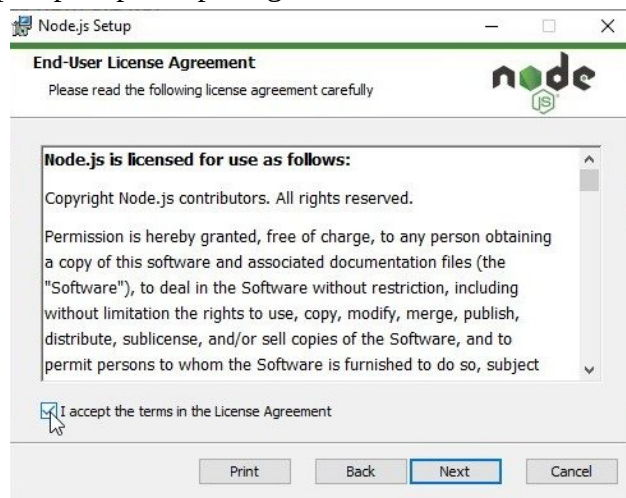 Node.js Setup
End-User License Agreement
Please read the following license agreement carefully
node
JS
Node.js is licensed for use as follows:
Copyright Node.js contributors. All rights reserved.
Permission is hereby granted, free of charge, to any person obtaining
a copy of this software and associated documentation files (the
"Software"), to deal in the Software without restriction, including
without limitation the rights to use, copy, modify, merge, publish,
distribute, sublicense, and/or sell copies of the Software, and to
permit persons to whom the Software is furnished to do so, subject
I accept the terms in the License Agreement
Print Back Next Cancel